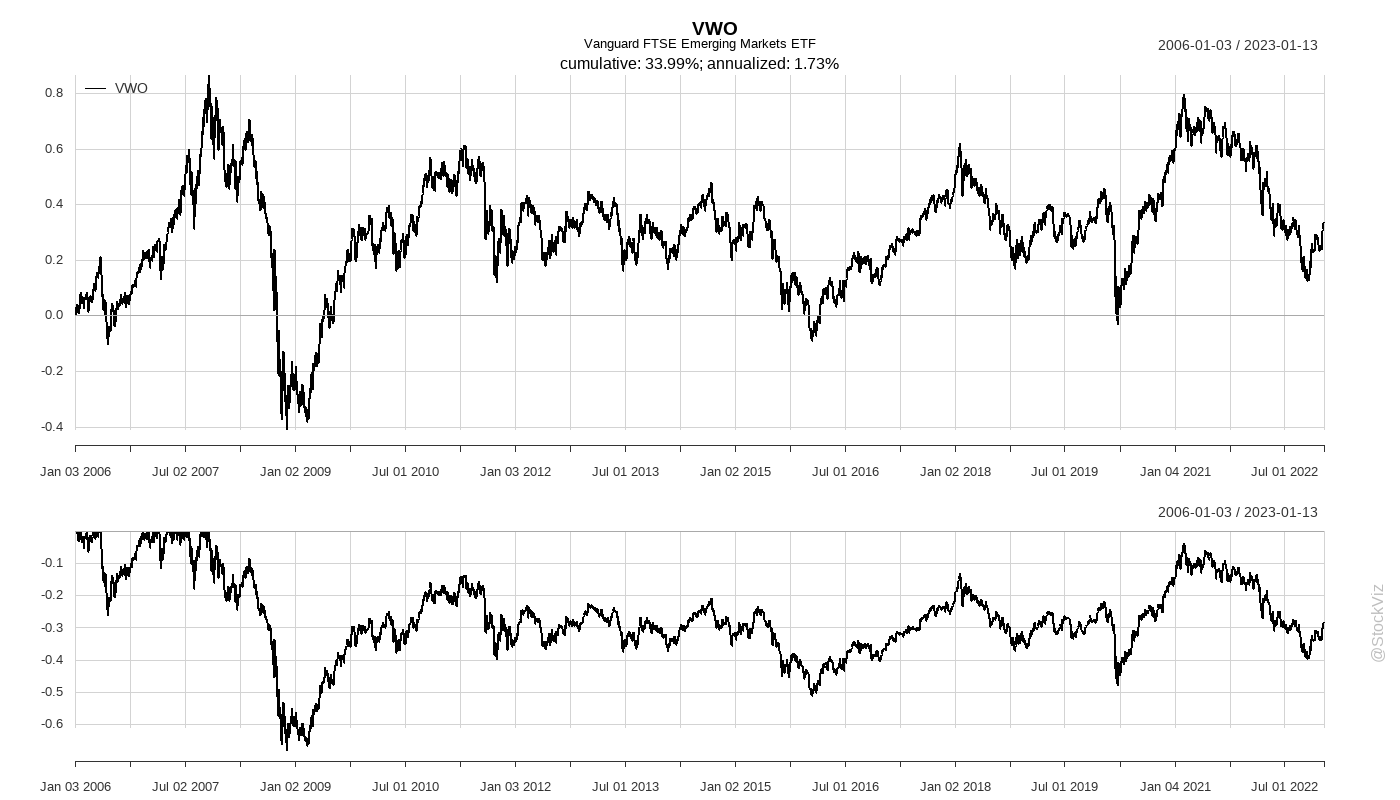 VWO
Vanguard FTSE Emerging Markets ETF
2006-01-03 / 2023-01-13
cumulative: 33.99%; annualized: 1.73%
VWO
0.8
0.6
0.4
0.2
0.0
-0.2
-0.4
Jan 03 2006 Jul 02 2007 Jan 02 2009 Jul 01 2010 Jan 03 2012 Jul 01 2013 Jan 02 2015 Jul 01 2016 Jan 02 2018 Jul 01 2019 Jan 04 2021 Jul 01 2022
2006-01-03 / 2023-01-13
-0.1
-0.2
-0.3
-0.4
-0.5
-0.6
Jan 03 2006 Jul 02 2007 Jan 02 2009 Jul 01 2010 Jan 03 2012 Jul 01 2013 Jan 02 2015 Jul 01 2016 Jan 02 2018 Jul 01 2019 Jan 04 2021 Jul 01 2022
@StockViz